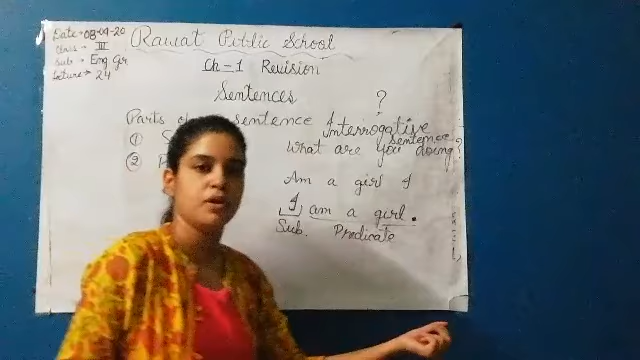 Date → 08-09-20
Class → III
Sub → Eng Gr
Lecture → 24
Rawat Public School
Ch-1 Revision
Sentences
?
Parts of sentence
① S
② P
Interrogative
sentence
What are you doing?
Am a girl I
I am a girl.
Sub. Predicate